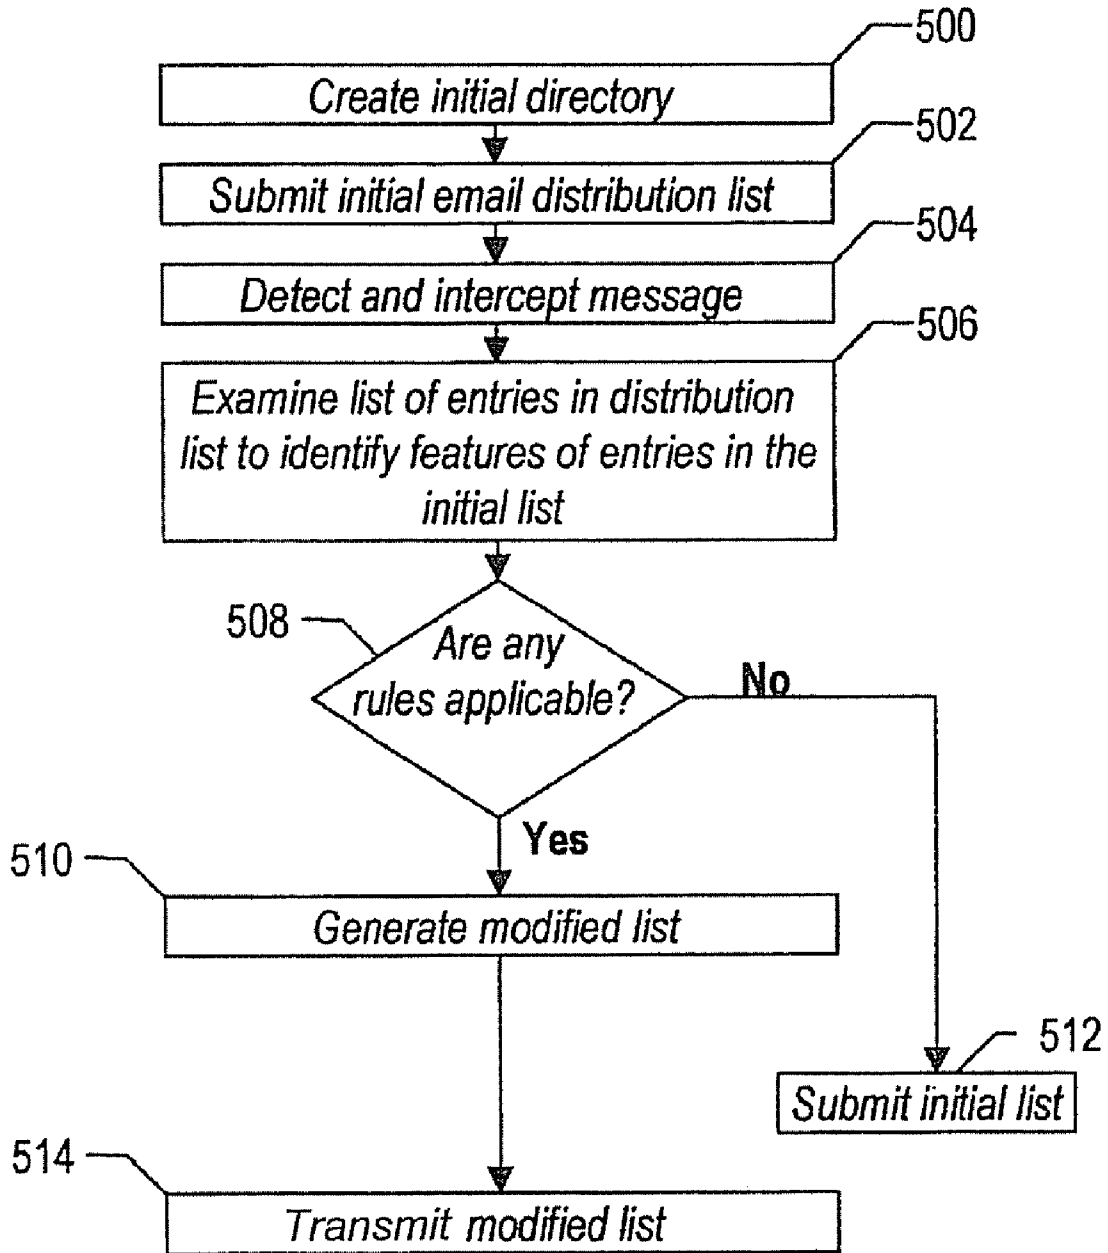 500
Create initial directory
502
Submit initial email distribution list
504
Detect and intercept message
506
Examine list of entries in distribution
list to identify features of entries in the
initial list
508
Are any
rules applicable?
No
Yes
510
Generate modified list
512
Submit initial list
514
Transmit modified list